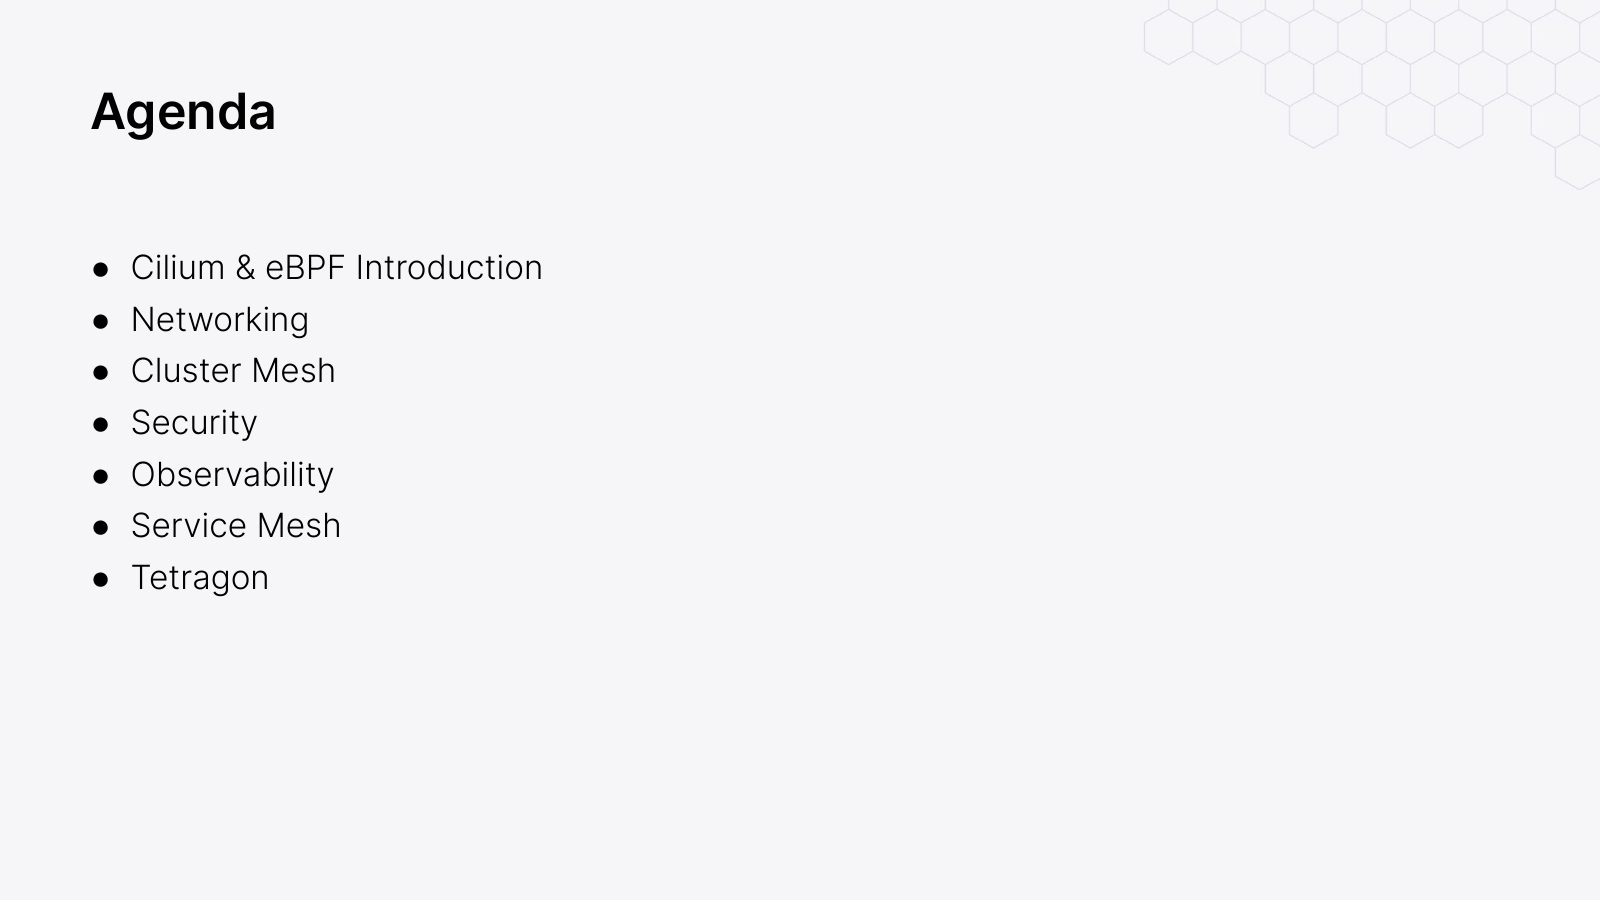 Agenda
● Cilium & eBPF Introduction
● Networking
● Cluster Mesh
● Security
● Observability
● Service Mesh
● Tetragon